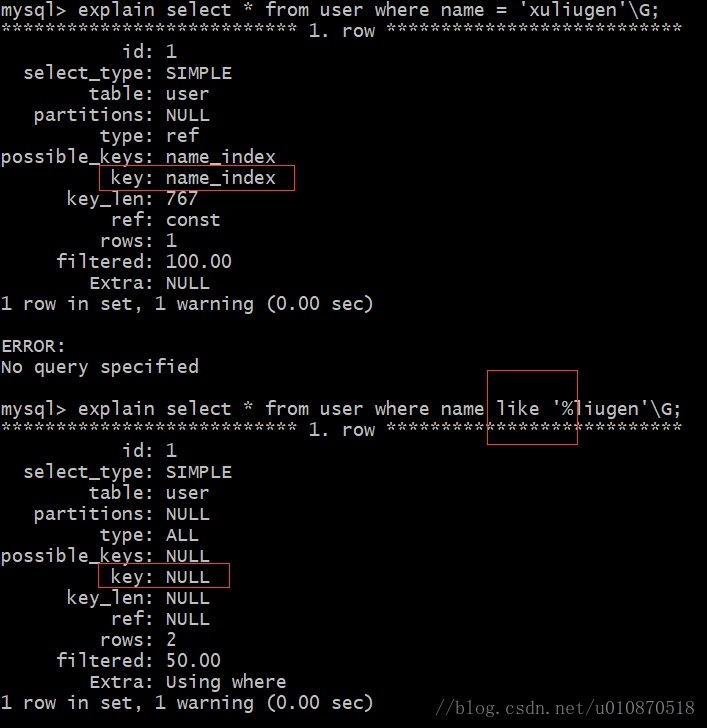 mysql> explain select * from user where name = 'xuliugen'\G;
*************************** 1. row ***************************
id: 1
select_type: SIMPLE
table: user
partitions: NULL
type: ref
possible_keys: name_index
key: name_index
key_len: 767
ref: const
rows: 1
filtered: 100.00
Extra: NULL
1 row in set, 1 warning (0.00 sec)
ERROR:
No query specified
mysql> explain select * from user where name like '%liugen'\G;
*************************** 1. row ***************************
id: 1
select_type: SIMPLE
table: user
partitions: NULL
type: ALL
possible_keys: NULL
key: NULL
key_len: NULL
ref: NULL
rows: 2
filtered: 50.00
Extra: Using where
1 row in set, 1 warning (0.00 sec)
//blog.csdn.net/u010870518